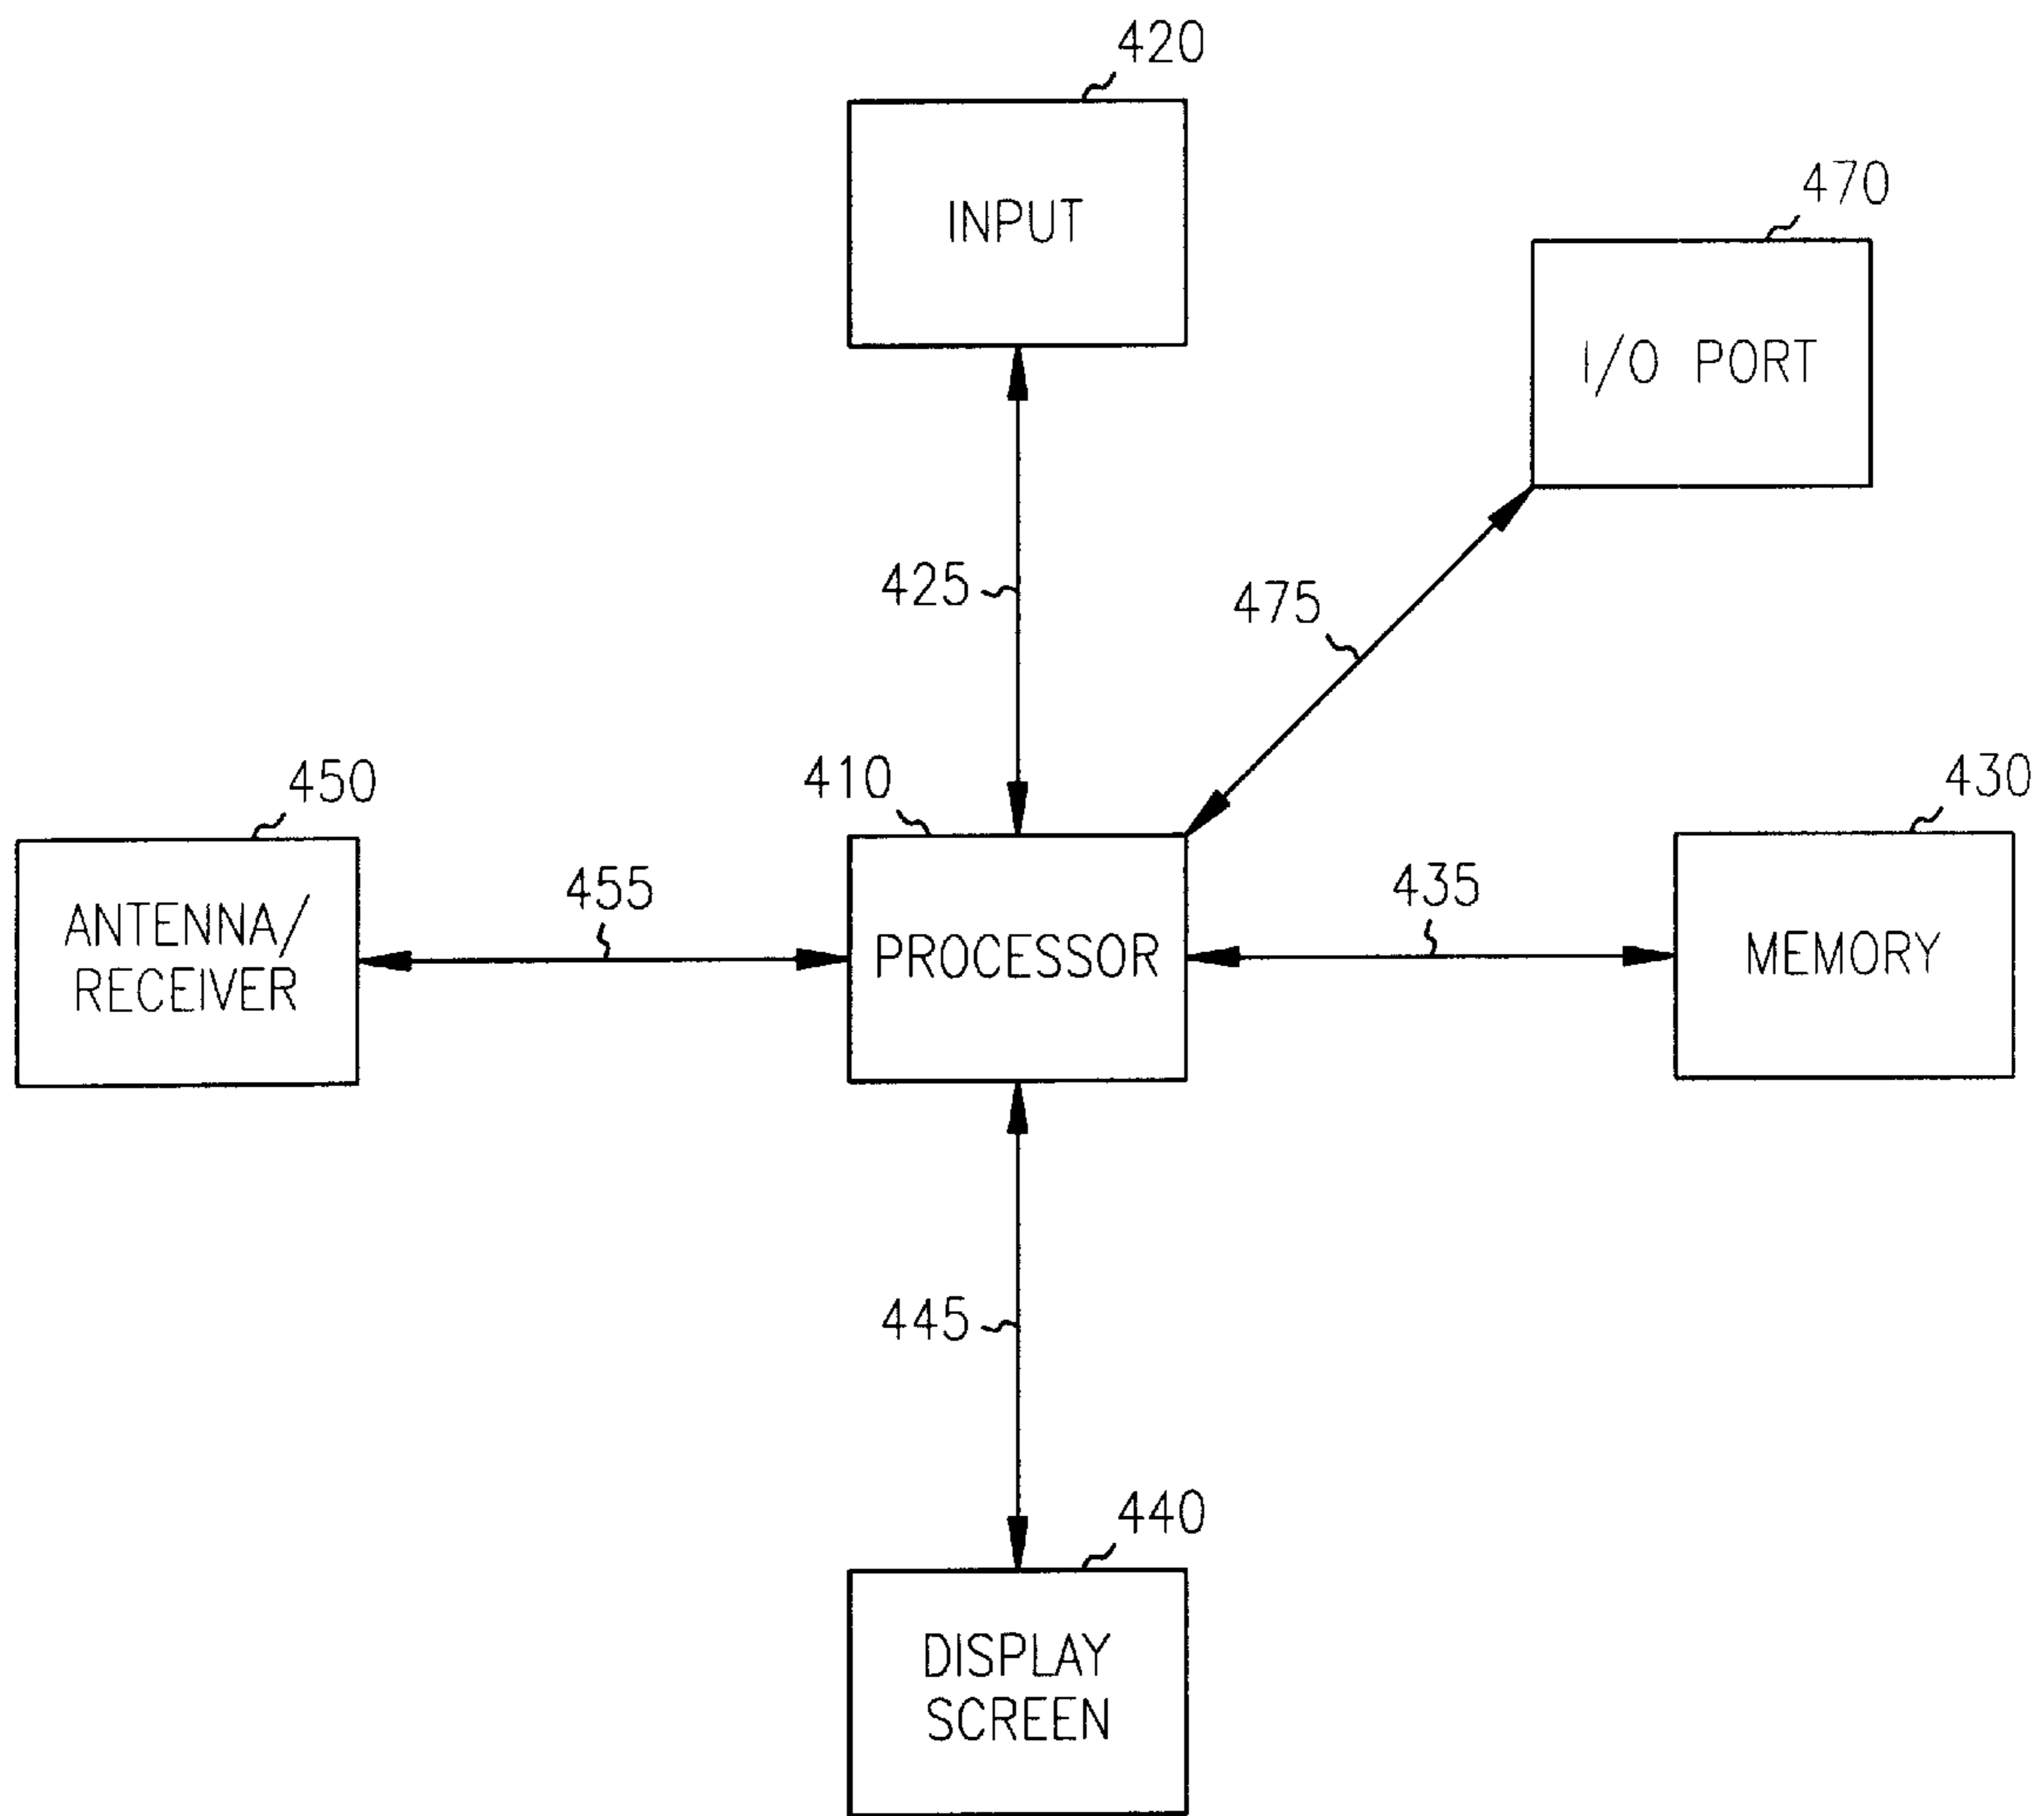 420
INPUT
470
I/O PORT
425
475
450
410
430
ANTENNA/
RECEIVER
455
PROCESSOR
435
MEMORY
445
440
DISPLAY
SCREEN